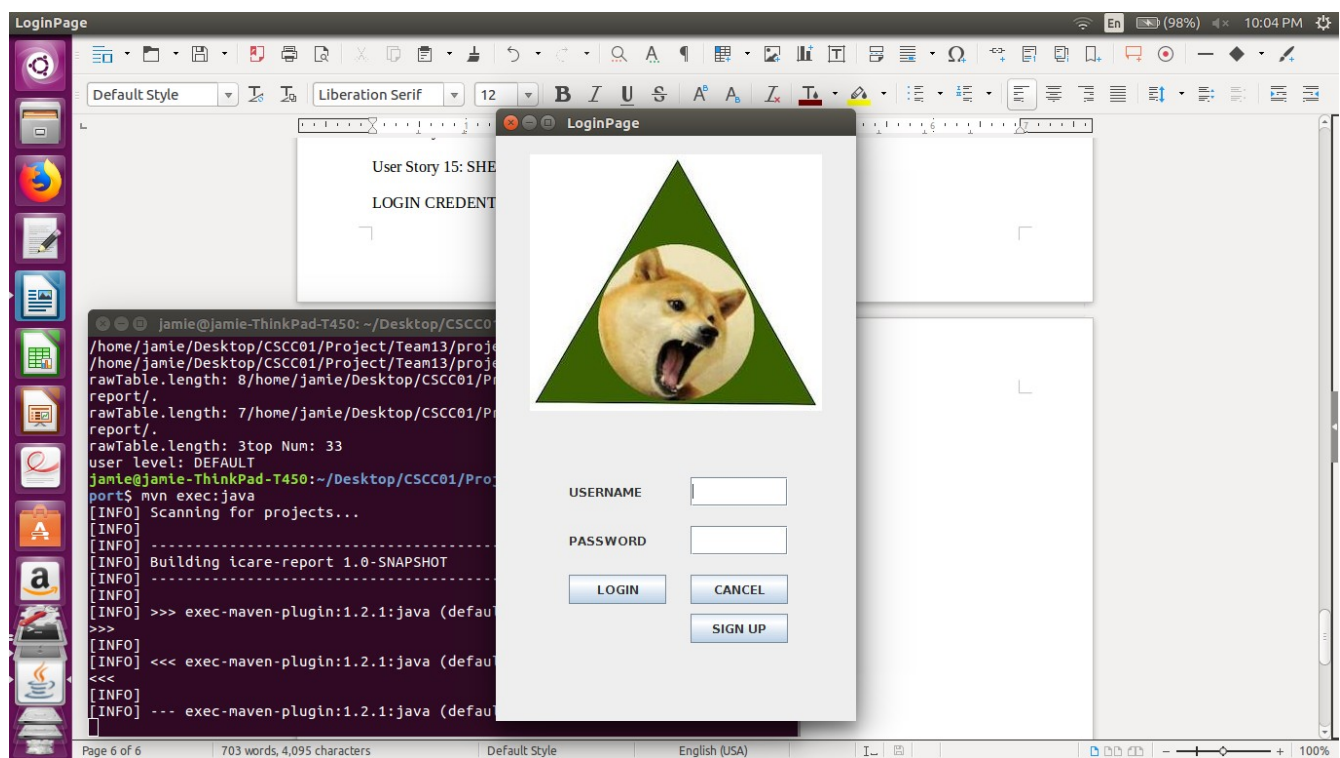 LoginPage
En
(98%)
10:04 PM
Default Style
Liberation Serif
12
LoginPage
User Story 15: SHE
LOGIN CREDENT
jamie@jamie-ThinkPad-T450: ~/Desktop/CSCC0
/home/jamie/Desktop/CSCC01/Project/Team13/proje
/home/jamie/Desktop/CSCC01/Project/Team13/proje
rawTable.length: 8/home/jamie/Desktop/CSCC01/Pr
report/.
rawTable.length: 7/home/jamie/Desktop/CSCC01/Pr
report/.
rawTable.length: 3top Num: 33
user level: DEFAULT
jamie@jamie-ThinkPad-T450:~/Desktop/CSCC01/Proj
port$ mvn exec:java
[INFO] Scanning for projects...
[INFO]
[INFO] ------------------------------------------
[INFO] Building icare-report 1.0-SNAPSHOT
[INFO] ------------------------------------------
[INFO]
[INFO] >>> exec-maven-plugin:1.2.1:java (defaul
>>>
[INFO]
[INFO] <<< exec-maven-plugin:1.2.1:java (defaul
<<<
[INFO]
[INFO] --- exec-maven-plugin:1.2.1:java (defaul
USERNAME
PASSWORD
LOGIN CANCEL
SIGN UP
Page 6 of 6 703 words, 4,095 characters Default Style English (USA) 100%